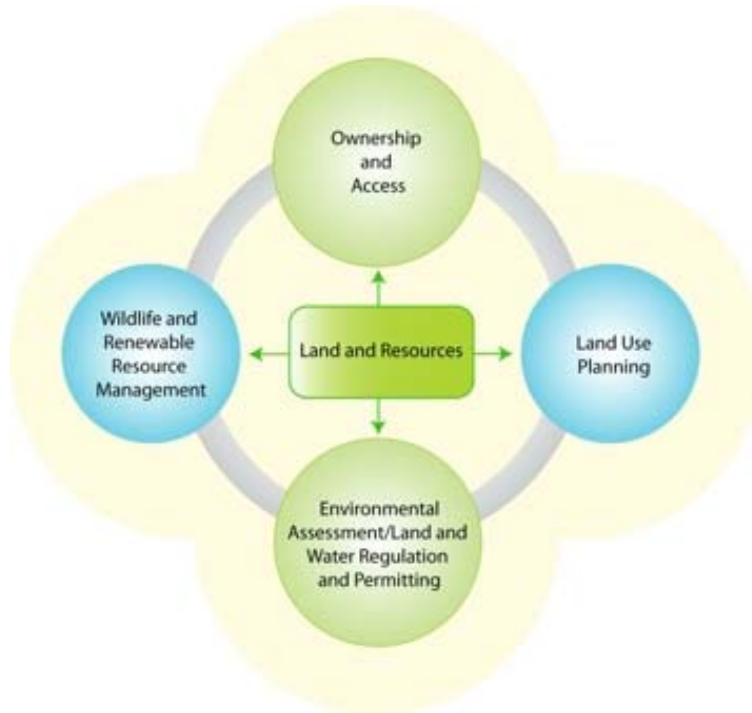 Ownership
and
Access
Wildlife and
Renewable
Resource
Management
Land and Resources
Land Use
Planning
Environmental
Assessment/Land and
Water Regulation
and Permitting